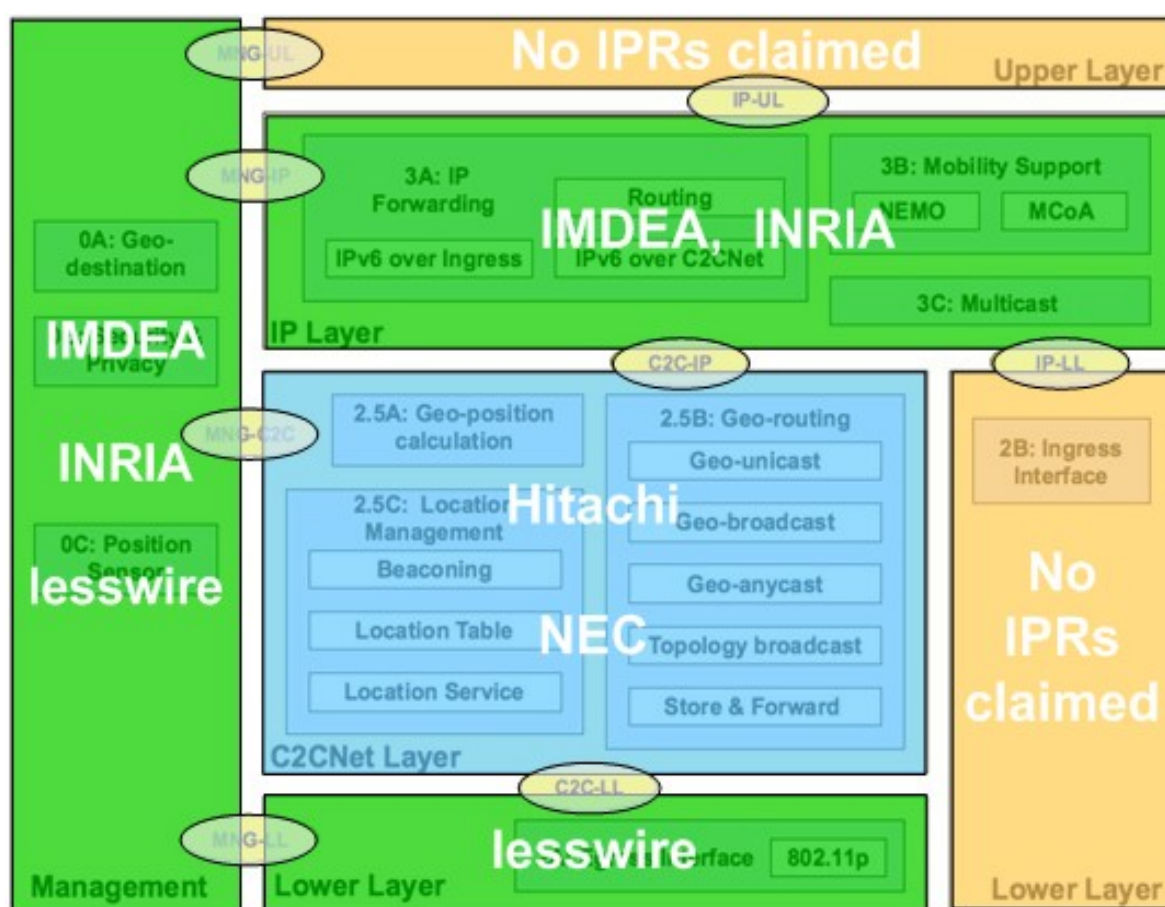 MNG-UL
No IPRs claimed
Upper Layer
IP-UL
MNG-IP
3A: IP
Forwarding
Routing
IPv6 over Ingress
IPv6 over C2CNet
IMDEA, INRIA
3B: Mobility Support
NEMO
MCoA
3C: Multicast
IP Layer
0A: Geo-
destination
IMDEA
Privacy
INRIA
0C: Position
Sensor
lesswire
Management
C2C-IP
IP-LL
MNG-C2C
2.5A: Geo-position
calculation
2.5C: Location
Management
Beaconing
Location Table
Location Service
Hitachi
NEC
2.5B: Geo-routing
Geo-unicast
Geo-broadcast
Geo-anycast
Topology broadcast
Store & Forward
C2CNet Layer
2B: Ingress
Interface
No
IPRs
claimed
Lower Layer
C2C-LL
MNG-LL
lesswire
Interface
802.11p
Lower Layer